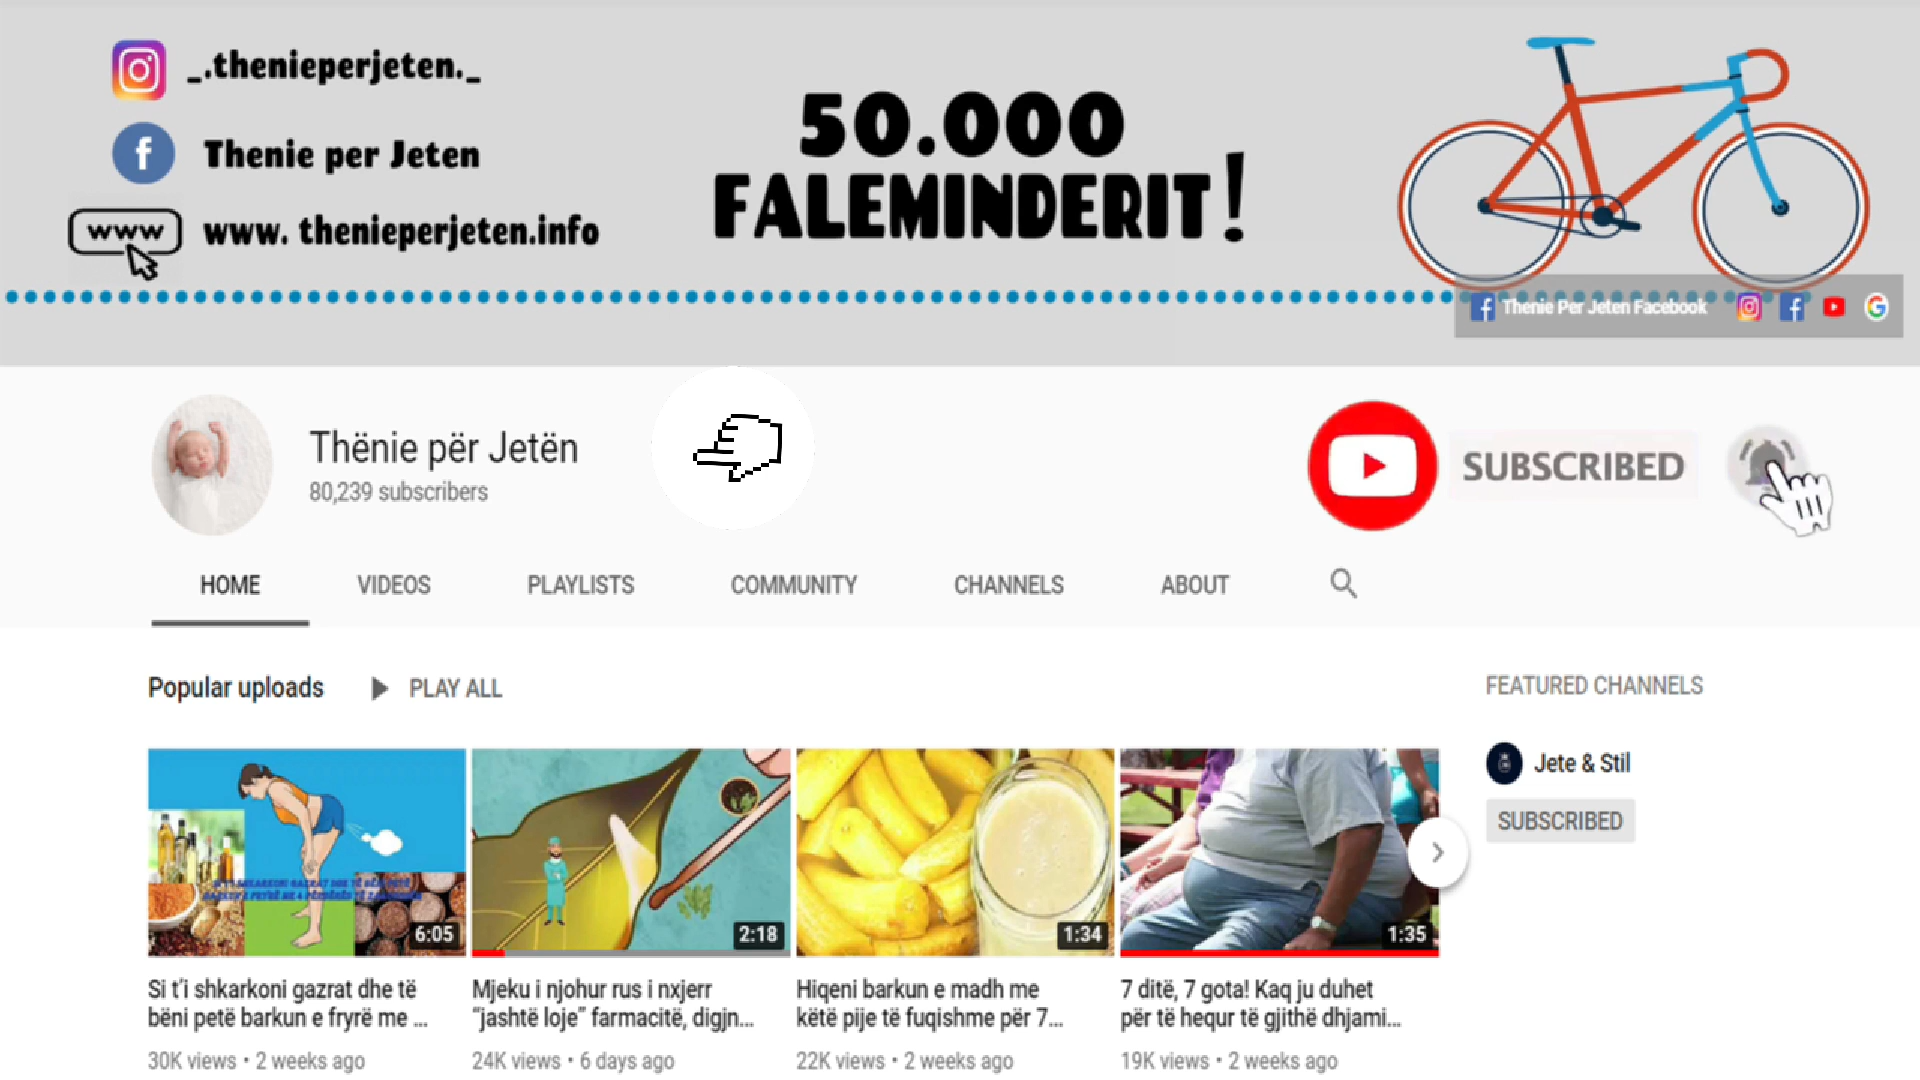 _.thenieperjeten._
Thenie per Jeten
www
www. thenieperjeten.info
50.000
FALEMINDERIT!
Thenie Per Jeten Facebook
Thënie për Jetën
80,239 subscribers
SUBSCRIBED
HOME
VIDEOS
PLAYLISTS
COMMUNITY
CHANNELS
ABOUT
Popular uploads
PLAY ALL
FEATURED CHANNELS
Jete & Stil
SUBSCRIBED
6:05
Si t'i shkarkoni gazrat dhe të
bëni petë barkun e fryrë me ...
30K views • 2 weeks ago
2:18
Mjeku i njohur rus i nxjerr
"jashtë loje" farmacitë, digjn...
24K views • 6 days ago
1:34
Hiqeni barkun e madh me
këtë pije të fuqishme për 7...
22K views • 2 weeks ago
1:35
7 ditë, 7 gota! Kaq ju duhet
për të hequr të gjithë dhjami...
19K views • 2 weeks ago